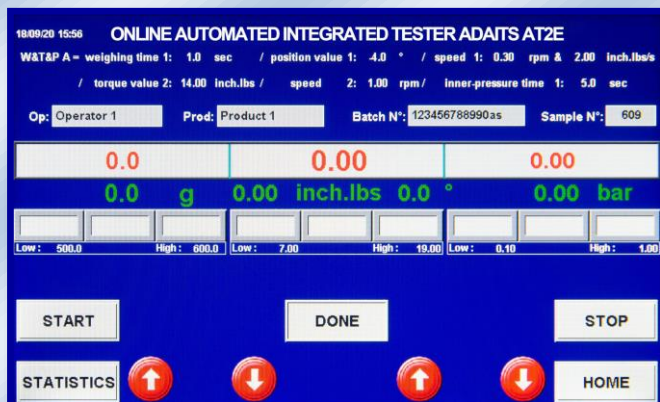 18/09/20 15:56 ONLINE AUTOMATED INTEGRATED TESTER ADAITS AT2E
W&T&P A = weighing time 1: 1.0 sec / position value 1: -4.0 ° / speed 1: 0.30 rpm & 2.00 inch.lbs/s
/ torque value 2: 14.00 inch.lbs / speed 2: 1.00 rpm / inner-pressure time 1: 5.0 sec
Op: Operator 1 Prod: Product 1 Batch N°: 123456788990as Sample N°: 609
0.0 0.00 0.00
0.0 g 0.00 inch.lbs 0.0 ° 0.00 bar
Low: 500.0 High: 600.0 Low: 7.00 High: 19.00 Low: 0.10 High: 1.00
START DONE STOP
STATISTICS HOME